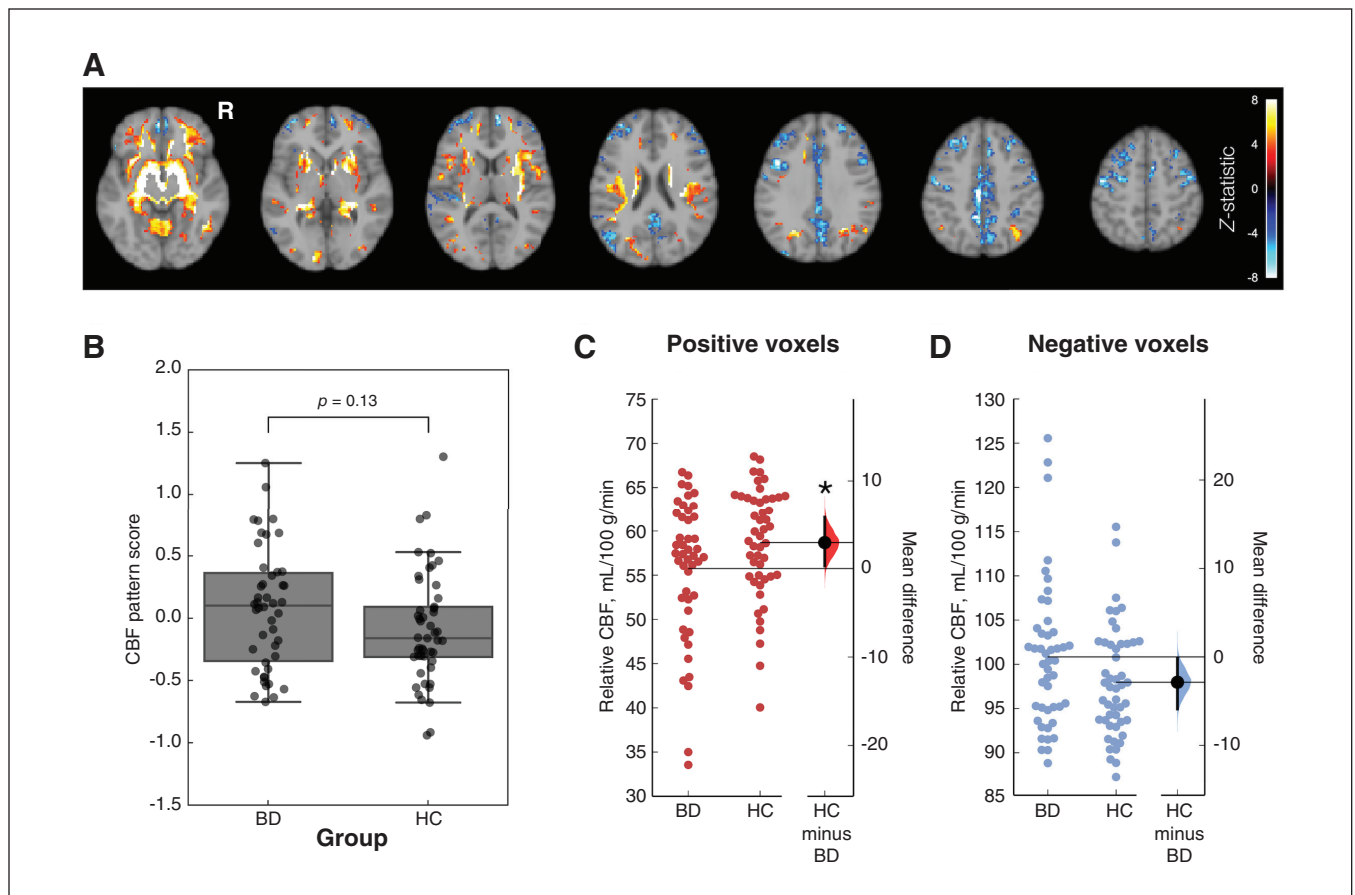 A
R
8
4
0
-4
-8
Z-statistic
B
2.0
1.5
1.0
0.5
0.0
-0.5
-1.0
-1.5
CBF pattern score
p = 0.13
BD
HC
Group
C
Positive voxels
75
70
65
60
55
50
45
40
35
30
Relative CBF, mL/100 g/min
*
10
0
-10
-20
Mean difference
BD
HC
HC
minus
BD
D
Negative voxels
130
125
120
115
110
105
100
95
90
85
Relative CBF, mL/100 g/min
20
10
0
-10
Mean difference
BD
HC
HC
minus
BD